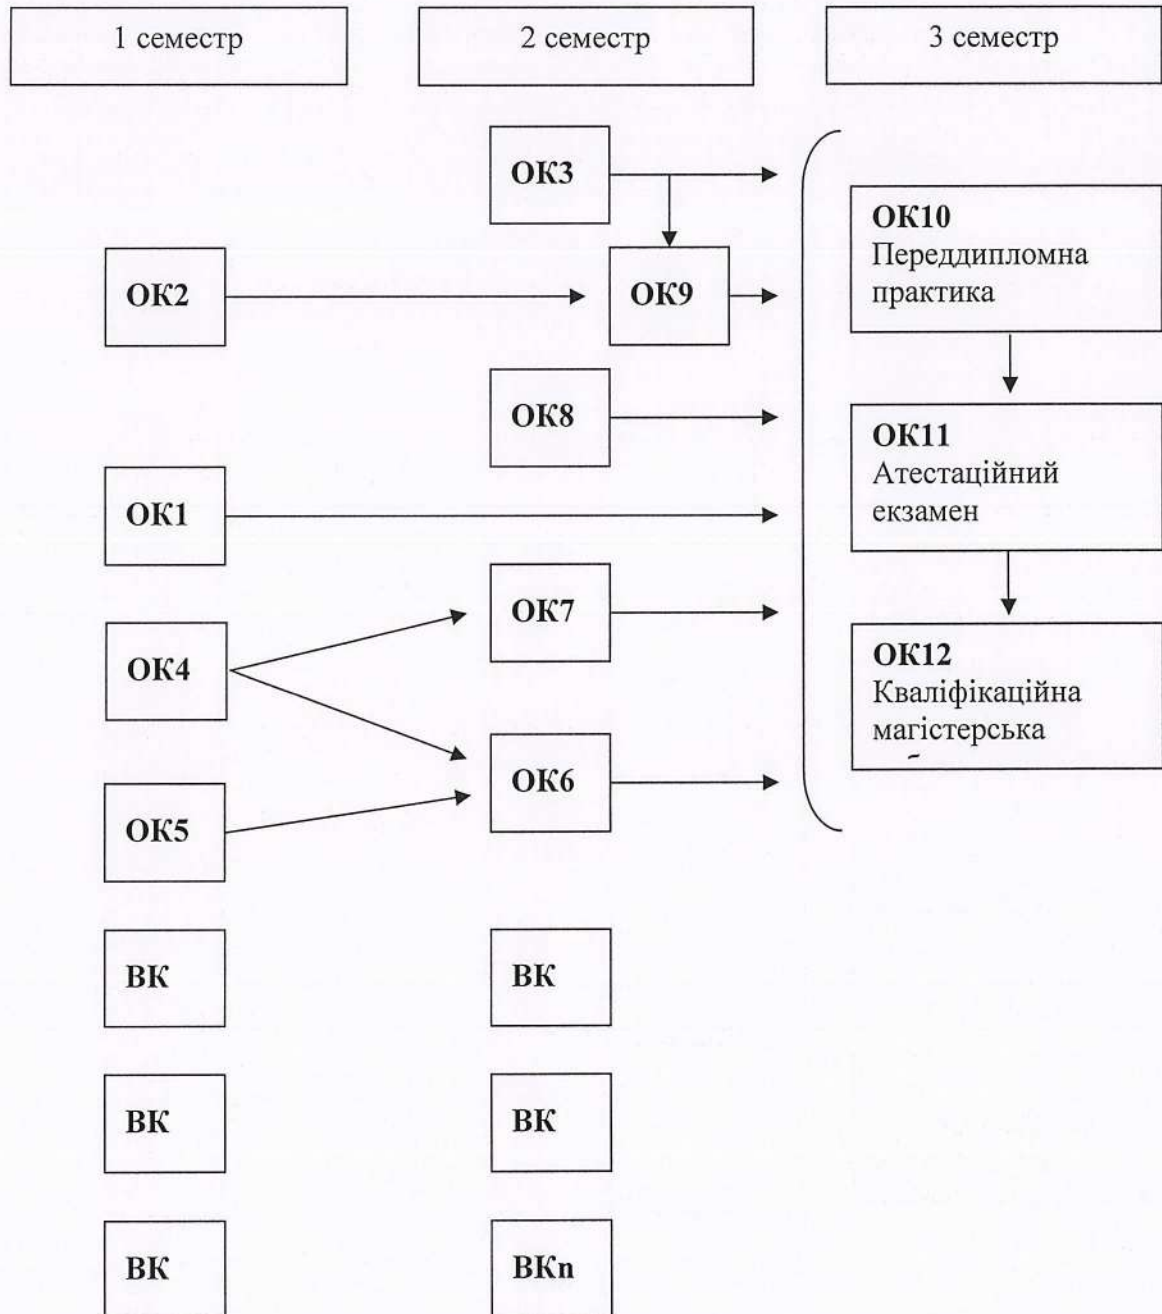 1 семестр
2 семестр
3 семестр
ОК3
ОК10
Переддипломна
практика
ОК2
ОК9
ОК8
ОК11
Атестаційний
екзамен
ОК1
ОК7
ОК4
ОК12
Кваліфікаційна
магістерська
ОК6
ОК5
ВК
ВК
ВК
ВК
ВК
ВКn